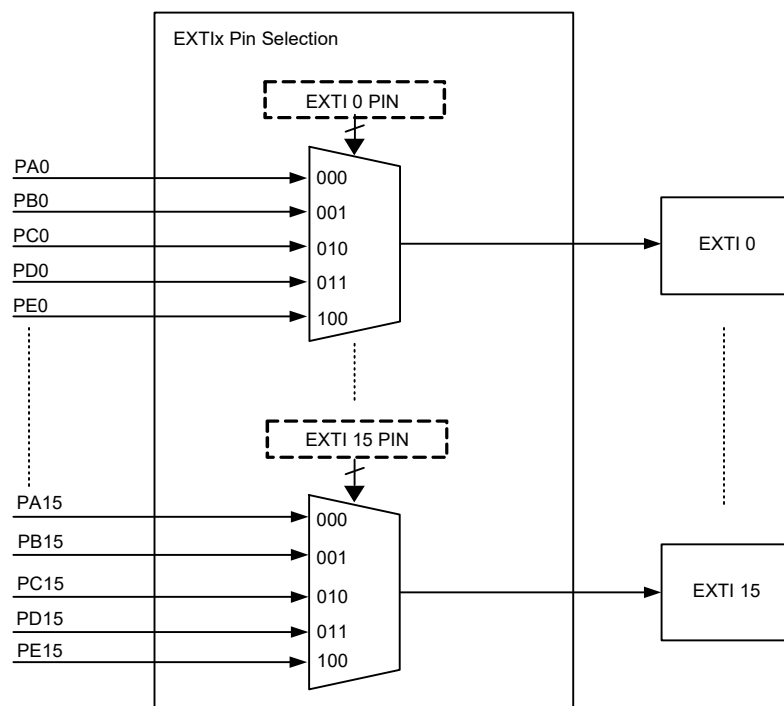 EXTIx Pin Selection
EXTI 0 PIN
PA0
000
PB0
001
PC0
010
EXTI 0
PD0
011
PE0
100
EXTI 15 PIN
PA15
000
PB15
001
PC15
010
EXTI 15
PD15
011
PE15
100